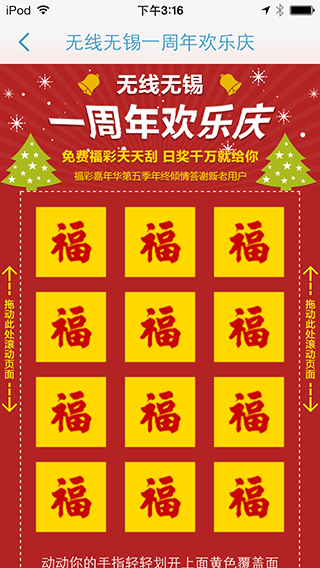 iPod 下午3:16
无线无锡一周年欢乐庆
无线无锡
一周年欢乐庆
免费福彩天天刮 日奖千万就给你
福彩嘉年华第五季年终倾情答谢新老用户
福 福 福
福 福 福
拖动此处滚动页面
拖动此处滚动页面
福 福 福
福 福 福
动动你的手指轻轻划开上面黄色覆盖面